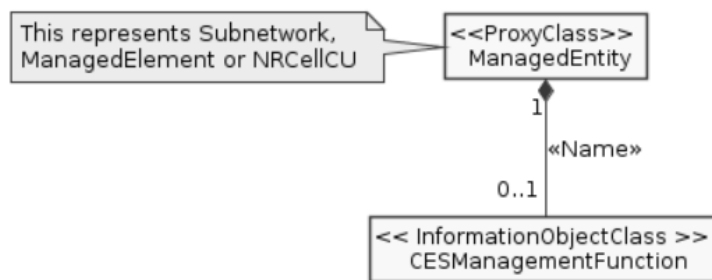 This represents Subnetwork,
ManagedElement or NRCellCU
<<ProxyClass>>
ManagedEntity
1
«Name»
0..1
<< InformationObjectClass >>
CESManagementFunction